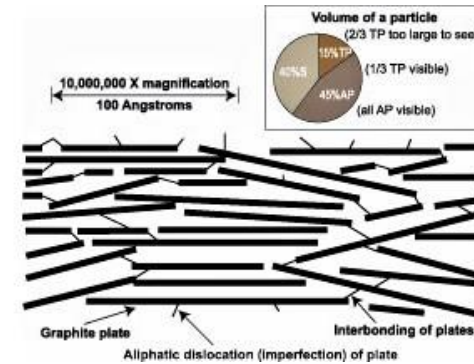 Volume of a particle
(2/3 TP too large to see)
15%TP
40%S
(1/3 TP visible)
45%AP
(all AP visible)
10,000,000 X magnification
100 Angstroms
Graphite plate
Interbonding of plates
Aliphatic dislocation (imperfection) of plate